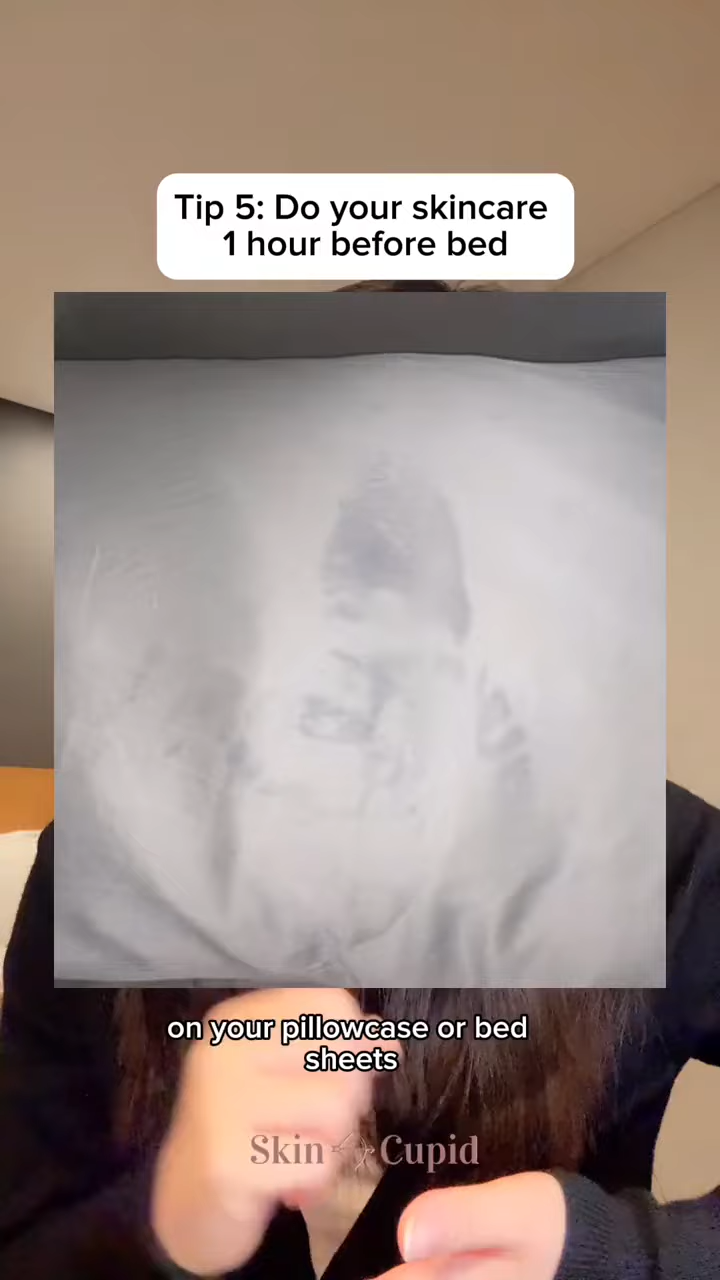 Tip 5: Do your skincare
1 hour before bed
on your pillowcase or bed
sheets
Skin Cupid